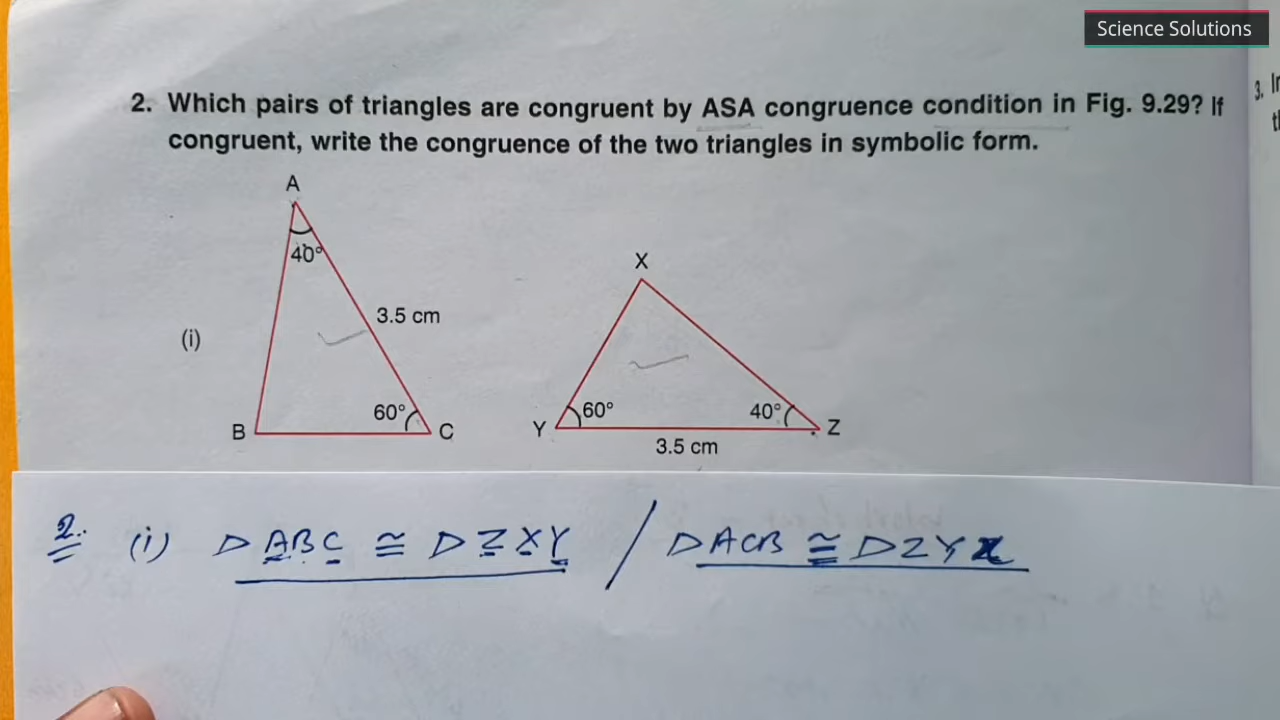 Science Solutions
2. Which pairs of triangles are congruent by ASA congruence condition in Fig. 9.29? If
congruent, write the congruence of the two triangles in symbolic form.
(i)
A
40°
3.5 cm
60°
B
C
X
60°
40°
Y
Z
3.5 cm
3. In
2. (i) △ABC ≅ △ZXY / △ACB ≅ △ZYX